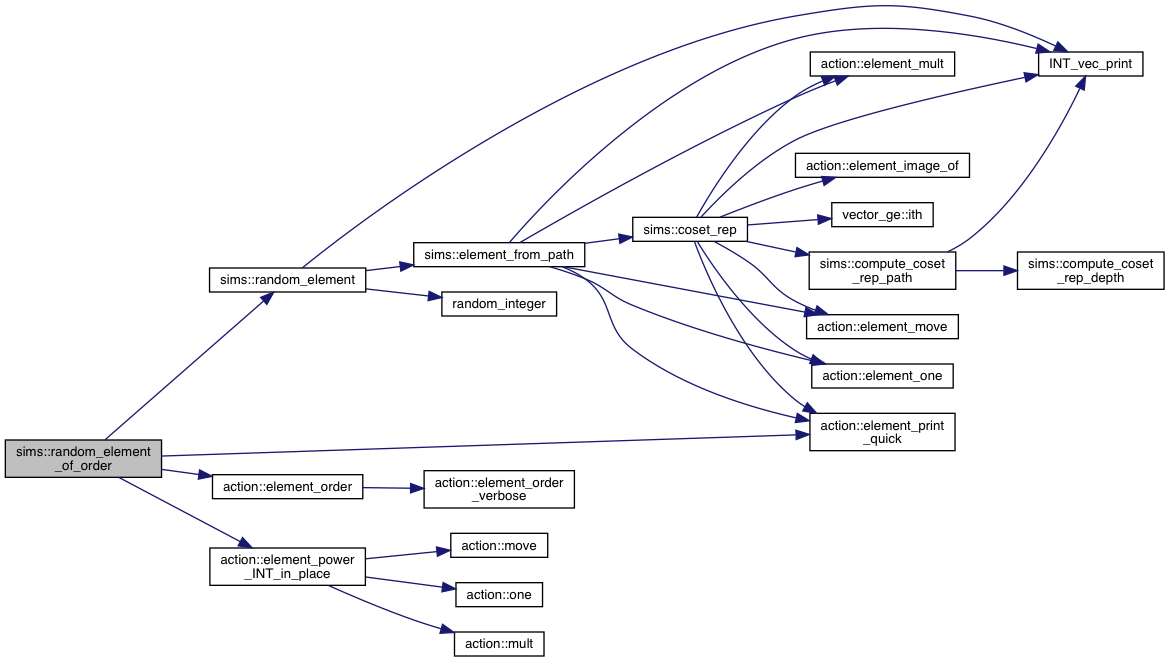 sims::random_element
_of_order
sims::random_element
action::element_order
action::element_power
_INT_in_place
sims::element_from_path
random_integer
action::element_order
_verbose
action::move
action::one
action::mult
sims::coset_rep
action::element_mult
action::element_image_of
vector_ge::ith
sims::compute_coset
_rep_path
action::element_move
action::element_one
action::element_print
_quick
INT_vec_print
sims::compute_coset
_rep_depth